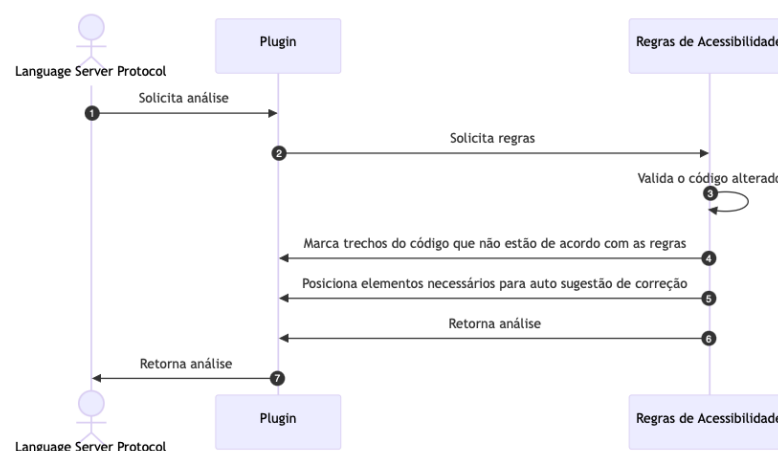 Plugin
Regras de Acessibilidade
Language Server Protocol
1
Solicita análise
2
Solicita regras
Valida o código alterado
3
Marca trechos do código que não estão de acordo com as regras
4
Posiciona elementos necessários para auto sugestão de correção
5
Retorna análise
6
Retorna análise
7
Plugin
Regras de Acessibilidade
Language Server Protocol